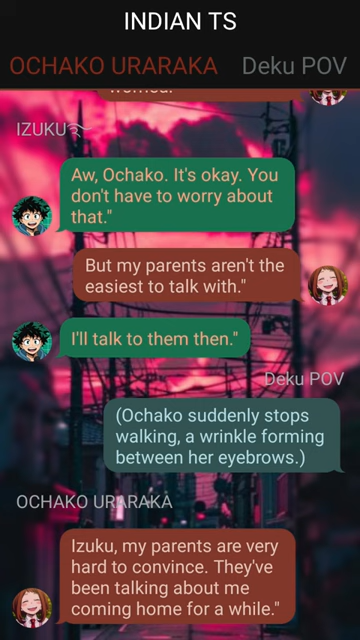 INDIAN TS
OCHAKO URARAKA Deku POV
IZUKU
Aw, Ochako. It's okay. You
don't have to worry about
that."
But my parents aren't the
easiest to talk with."
I'll talk to them then."
Deku POV
(Ochako suddenly stops
walking, a wrinkle forming
between her eyebrows.)
OCHAKO URARAKA
Izuku, my parents are very
hard to convince. They've
been talking about me
coming home for a while."